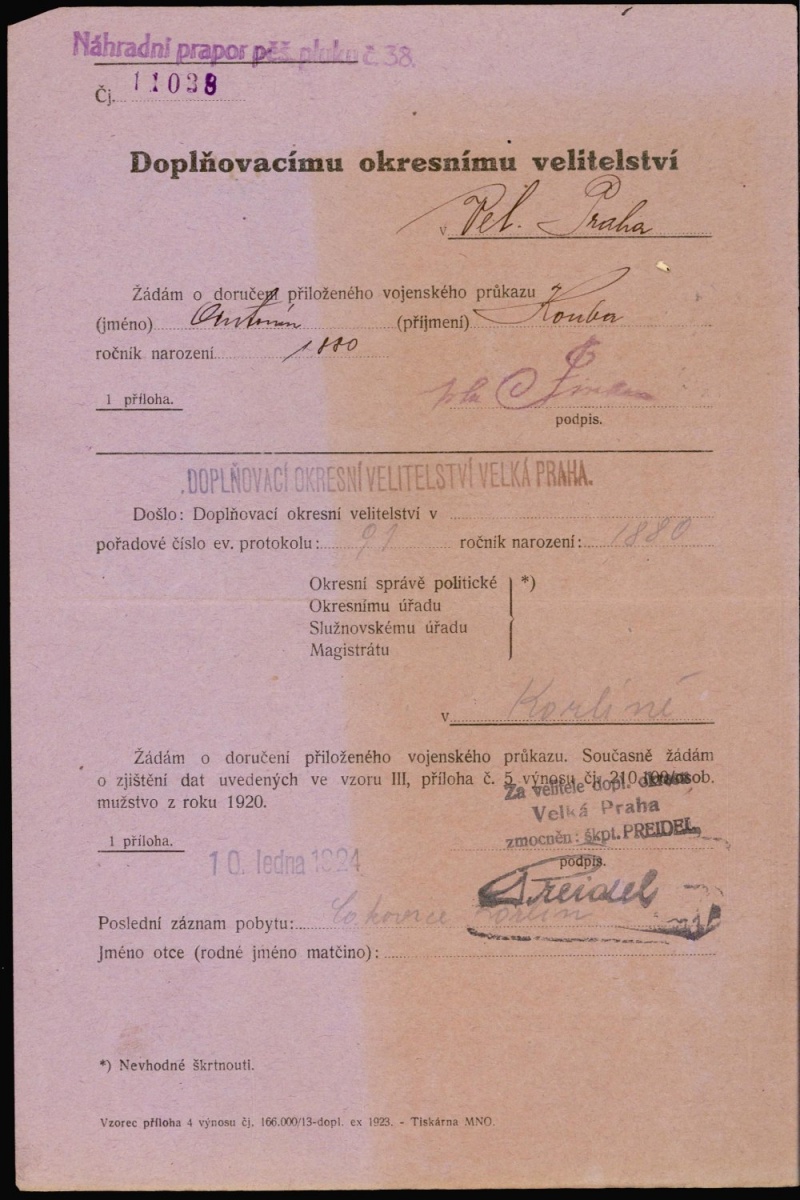 Náhradní prapor pěš. pluku č. 38.
Čj. 11038
Doplňovacímu okresnímu velitelství
v Vel. Praha
Žádám o doručení přiloženého vojenského průkazu
(jméno) Antonín (příjmení) Kouba
ročník narození 1880
1 příloha.
podpis.
DOPLŇOVACÍ OKRESNÍ VELITELSTVÍ VELKÁ PRAHA.
Došlo: Doplňovací okresní velitelství v
pořadové číslo ev. protokolu: 91 ročník narození: 1880
Okresní správě politické *)
Okresnímu úřadu
Služnovskému úřadu
Magistrátu
v Karlíně
Žádám o doručení přiloženého vojenského průkazu. Současně žádám
o zjištění dat uvedených ve vzoru III, příloha č. 5 výnosu čj. 210. osob.
mužstvo z roku 1920.
Za velitele dopl. okresu
Velká Praha
zmocněn: škpt. PREIDEL
1 příloha.
10. ledna 1924
podpis.
Preidel
Poslední záznam pobytu: Karlín
Jméno otce (rodné jméno matčino):
*) Nevhodné škrtnouti.
Vzorec příloha 4 výnosu čj. 166.000/13-dopl. ex 1923. - Tiskárna MNO.